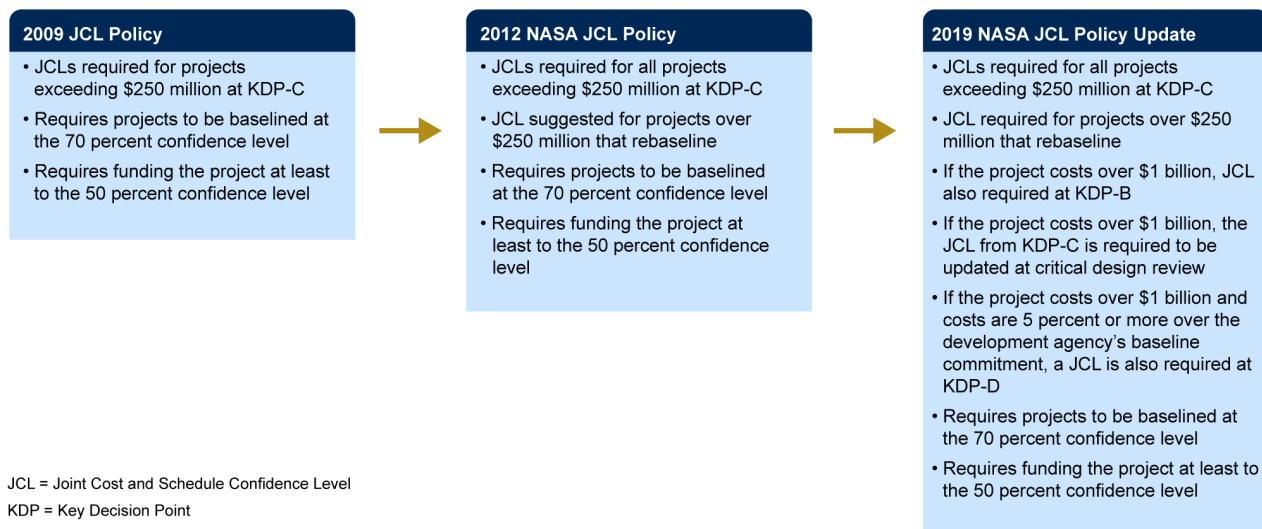 2009 JCL Policy
• JCLs required for projects
exceeding $250 million at KDP-C
• Requires projects to be baselined at
the 70 percent confidence level
• Requires funding the project at least
to the 50 percent confidence level
2012 NASA JCL Policy
• JCLs required for all projects
exceeding $250 million at KDP-C
• JCL suggested for projects over
$250 million that rebaseline
• Requires projects to be baselined
at the 70 percent confidence level
• Requires funding the project at
least to the 50 percent confidence
level
2019 NASA JCL Policy Update
• JCLs required for all projects
exceeding $250 million at KDP-C
• JCL required for projects over $250
million that rebaseline
• If the project costs over $1 billion, JCL
also required at KDP-B
• If the project costs over $1 billion, the
JCL from KDP-C is required to be
updated at critical design review
• If the project costs over $1 billion and
costs are 5 percent or more over the
development agency’s baseline
commitment, a JCL is also required at
KDP-D
• Requires projects to be baselined at
the 70 percent confidence level
• Requires funding the project at least to
the 50 percent confidence level
JCL = Joint Cost and Schedule Confidence Level
KDP = Key Decision Point